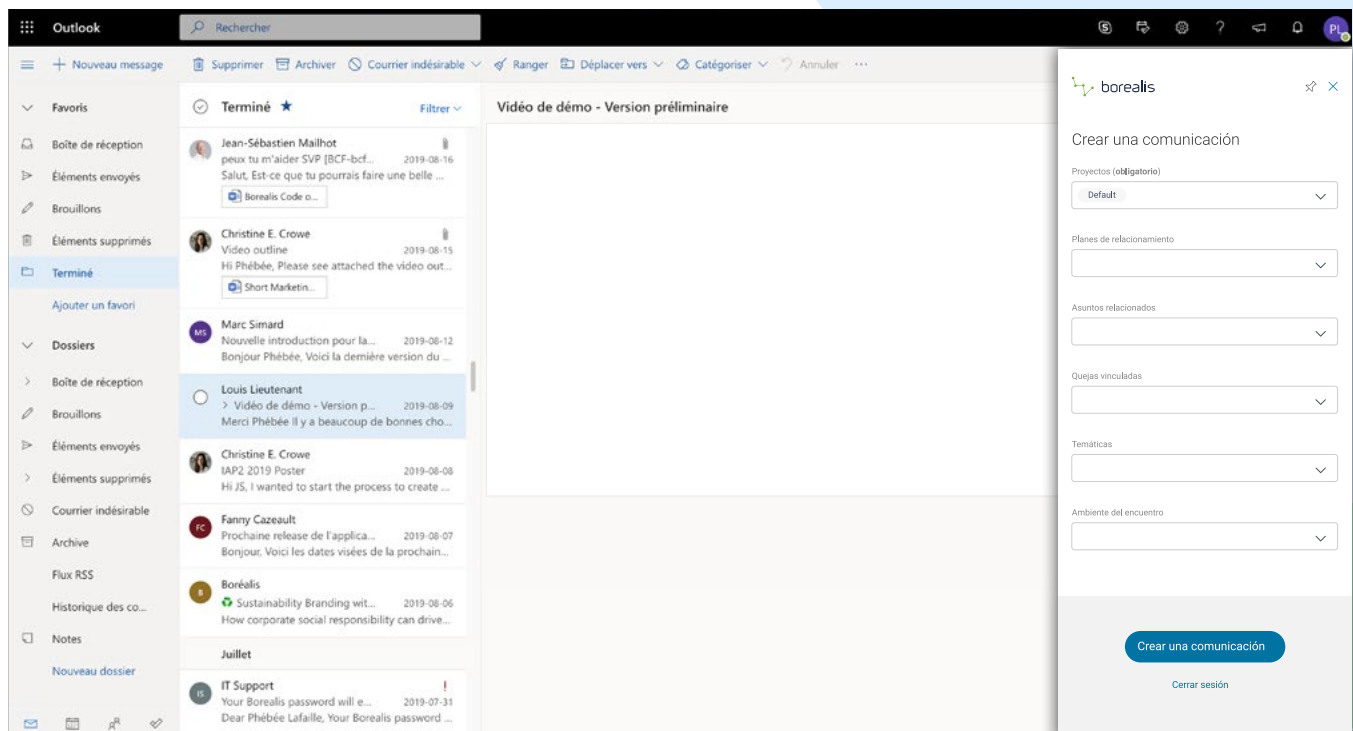 Outlook
Rechercher
PL
Nouveau message
Supprimer Archiver Courrier indésirable Ranger Déplacer vers Catégoriser Annuler ...
Favoris
Boîte de réception
Éléments envoyés
Brouillons
Éléments supprimés
Terminé
Ajouter un favori
Dossiers
Boîte de réception
Brouillons
Éléments envoyés
Éléments supprimés
Courrier indésirable
Archive
Flux RSS
Historique des co...
Notes
Nouveau dossier
Terminé ★ Filtrer
Jean-Sébastien Mailhot
peux tu m'aider SVP [BCF-bcf... 2019-08-16
Salut, Est-ce que tu pourrais faire une belle ...
Borealis Code o...
Christine E. Crowe
Video outline 2019-08-15
Hi Phébée, Please see attached the video out...
Short Marketin...
MS
Marc Simard
Nouvelle introduction pour la... 2019-08-12
Bonjour Phébée, Voici la dernière version du ...
Louis Lieutenant
> Vidéo de démo - Version p... 2019-08-09
Merci Phébée Il y a beaucoup de bonnes cho...
Christine E. Crowe
IAP2 2019 Poster 2019-08-08
Hi JS, I wanted to start the process to create ...
FC
Fanny Cazeault
Prochaine release de l'applica... 2019-08-07
Bonjour, Voici les dates visées de la prochain...
B
Boréalis
♻ Sustainability Branding wit... 2019-08-06
How corporate social responsibility can drive...
Juillet
IS
IT Support !
Your Borealis password will e... 2019-07-31
Dear Phébée Lafaille, Your Borealis password ...
Vidéo de démo - Version préliminaire
borealis
Crear una comunicación
Proyectos (obligatorio)
Default
Planes de relacionamiento
Asuntos relacionados
Quejas vinculadas
Temáticas
Ambiente del encuentro
Crear una comunicación
Cerrar sesión